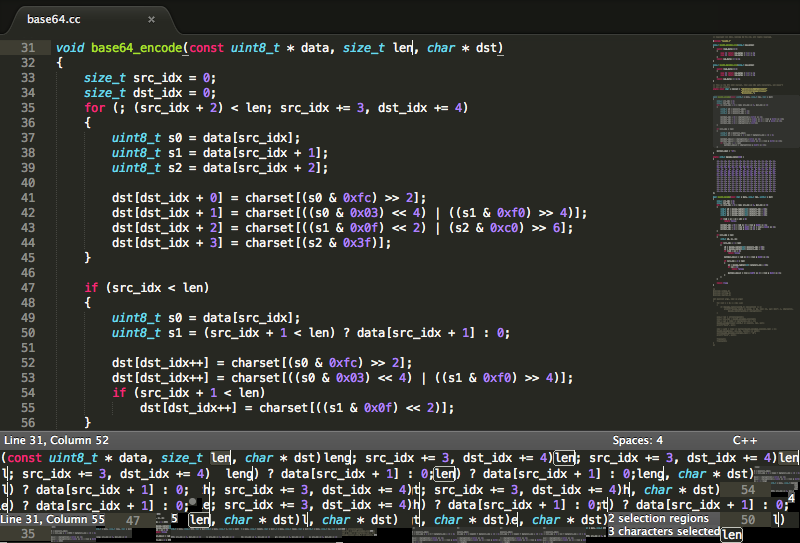 base64.cc ×
31 void base64_encode(const uint8_t * data, size_t len, char * dst)
32 {
33 size_t src_idx = 0;
34 size_t dst_idx = 0;
35 for (; (src_idx + 2) < len; src_idx += 3, dst_idx += 4)
36 {
37 uint8_t s0 = data[src_idx];
38 uint8_t s1 = data[src_idx + 1];
39 uint8_t s2 = data[src_idx + 2];
40
41 dst[dst_idx + 0] = charset[(s0 & 0xfc) >> 2];
42 dst[dst_idx + 1] = charset[((s0 & 0x03) << 4) | ((s1 & 0xf0) >> 4)];
43 dst[dst_idx + 2] = charset[((s1 & 0x0f) << 2) | (s2 & 0xc0) >> 6];
44 dst[dst_idx + 3] = charset[(s2 & 0x3f)];
45 }
46
47 if (src_idx < len)
48 {
49 uint8_t s0 = data[src_idx];
50 uint8_t s1 = (src_idx + 1 < len) ? data[src_idx + 1] : 0;
51
52 dst[dst_idx++] = charset[(s0 & 0xfc) >> 2];
53 dst[dst_idx++] = charset[((s0 & 0x03) << 4) | ((s1 & 0xf0) >> 4)];
54 if (src_idx + 1 < len)
55 dst[dst_idx++] = charset[((s1 & 0x0f) << 2)];
56 }
Line 31, Column 52 Spaces: 4 C++
(const uint8_t * data, size_t len, char * dst)leng; src_idx += 3, dst_idx += 4)len; src_idx += 3, dst_idx += 4)len
l; src_idx += 3, dst_idx += 4) leng) ? data[src_idx + 1] : 0;len) ? data[src_idx + 1] : 0;leng, char * dst)
l) ? data[src_idx + 1] : 0; h; src_idx += 3, dst_idx += 4)t; src_idx += 3, dst_idx += 4)h, char * dst) 54
e) ? data[src_idx + 1] : 0;e; src_idx += 3, dst_idx += 4)h) ? data[src_idx + 1] : 0;t) ? data[src_idx + 1] : 0; 4
Line 31, Column 55 47 5 len, char * dst)l, char * dst) t, char * dst)e, char * dst)2 selection regions 50 l)
35 3 characters selected len